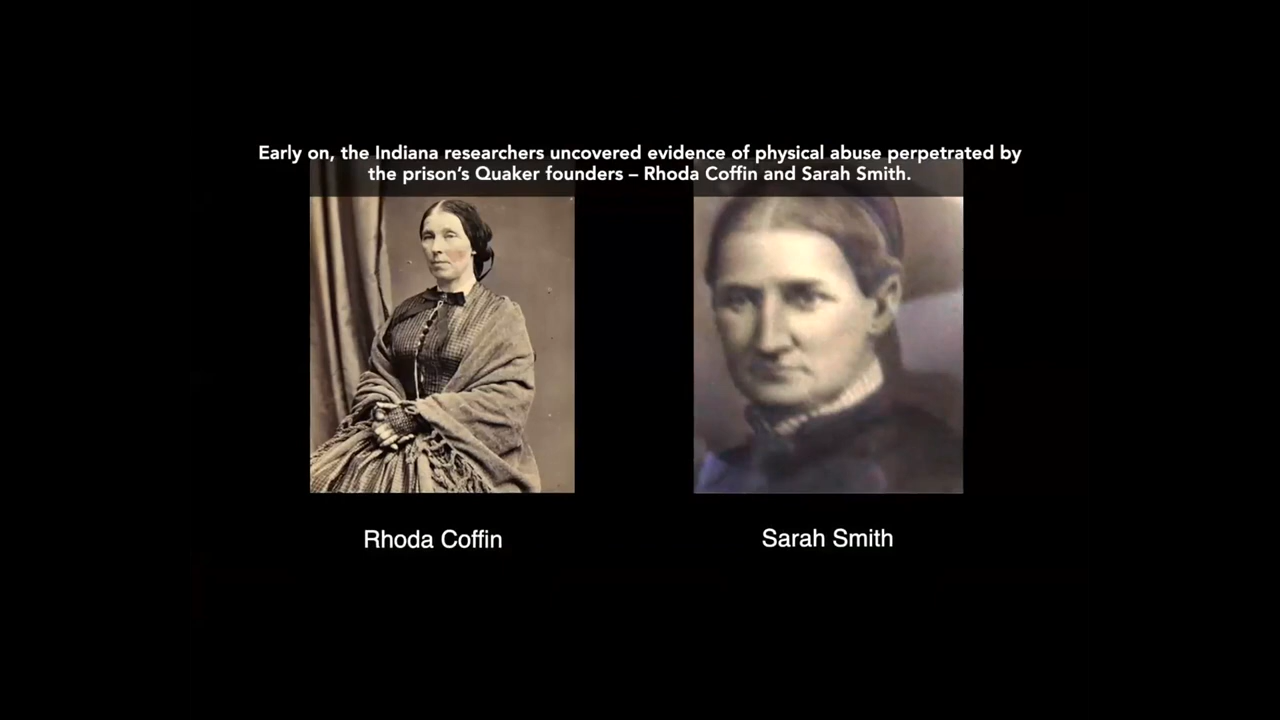 Early on, the Indiana researchers uncovered evidence of physical abuse perpetrated by
the prison's Quaker founders – Rhoda Coffin and Sarah Smith.
Rhoda Coffin
Sarah Smith